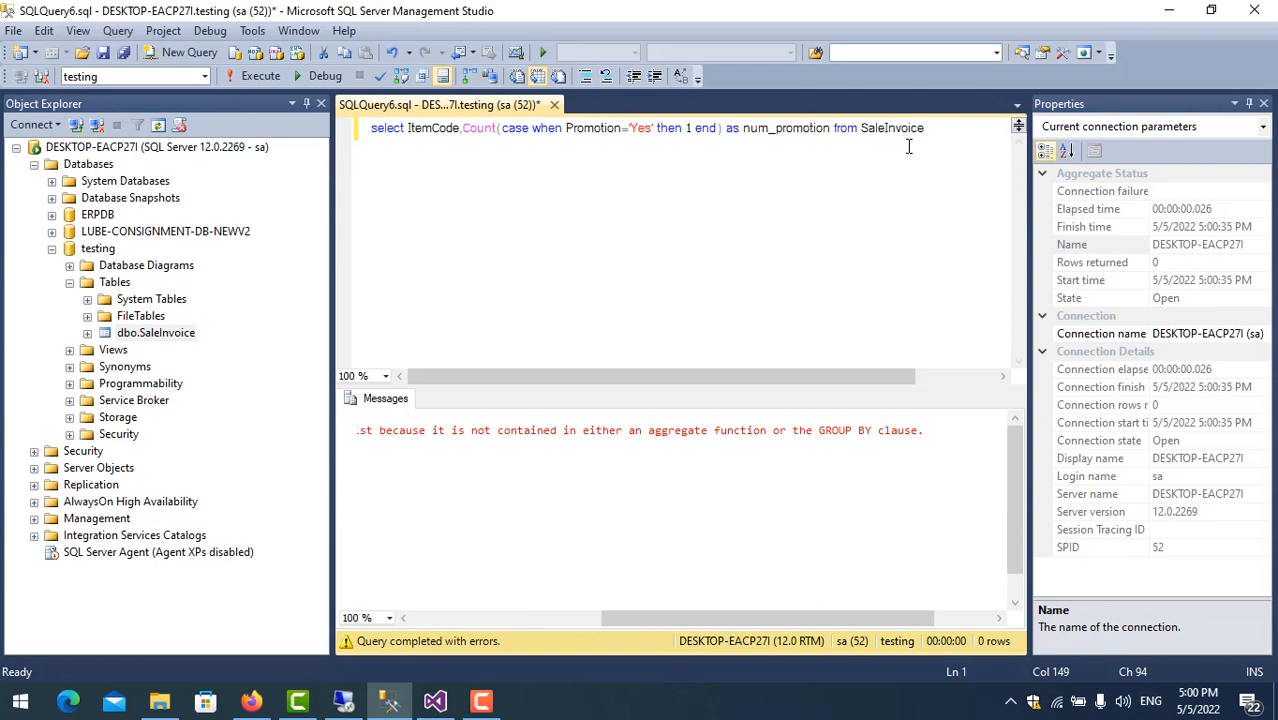 SQLQuery6.sql - DESKTOP-EACP27I.testing (sa (52))* - Microsoft SQL Server Management Studio
File Edit View Query Project Debug Tools Window Help
New Query
testing Execute Debug
Object Explorer
Connect
DESKTOP-EACP27I (SQL Server 12.0.2269 - sa)
Databases
System Databases
Database Snapshots
ERPDB
LUBE-CONSIGNMENT-DB-NEWV2
testing
Database Diagrams
Tables
System Tables
FileTables
dbo.SaleInvoice
Views
Synonyms
Programmability
Service Broker
Storage
Security
Security
Server Objects
Replication
AlwaysOn High Availability
Management
Integration Services Catalogs
SQL Server Agent (Agent XPs disabled)
SQLQuery6.sql - DES...7I.testing (sa (52))*
select ItemCode,Count(case when Promotion='Yes' then 1 end) as num_promotion from SaleInvoice
100 %
Messages
ist because it is not contained in either an aggregate function or the GROUP BY clause.
100 %
Query completed with errors. DESKTOP-EACP27I (12.0 RTM) sa (52) testing 00:00:00 0 rows
Properties
Current connection parameters
Aggregate Status
Connection failure
Elapsed time 00:00:00.026
Finish time 5/5/2022 5:00:35 PM
Name DESKTOP-EACP27I
Rows returned 0
Start time 5/5/2022 5:00:35 PM
State Open
Connection
Connection name DESKTOP-EACP27I (sa)
Connection Details
Connection elapse 00:00:00.026
Connection finish 5/5/2022 5:00:35 PM
Connection rows r 0
Connection start ti 5/5/2022 5:00:35 PM
Connection state Open
Display name DESKTOP-EACP27I
Login name sa
Server name DESKTOP-EACP27I
Server version 12.0.2269
Session Tracing ID
SPID 52
Name
The name of the connection.
Ready Ln 1 Col 149 Ch 94 INS
ENG
5:00 PM
5/5/2022
22